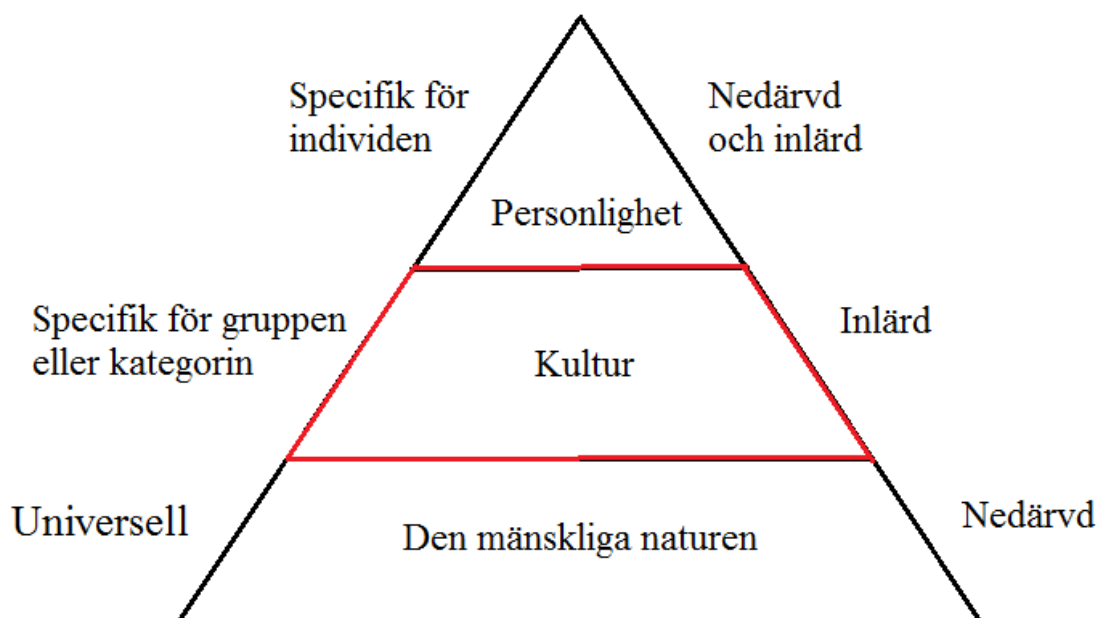 Specifik för
individen
Nedärvd
och inlärd
Personlighet
Specifik för gruppen
eller kategorin
Inlärd
Kultur
Universell
Den mänskliga naturen
Nedärvd